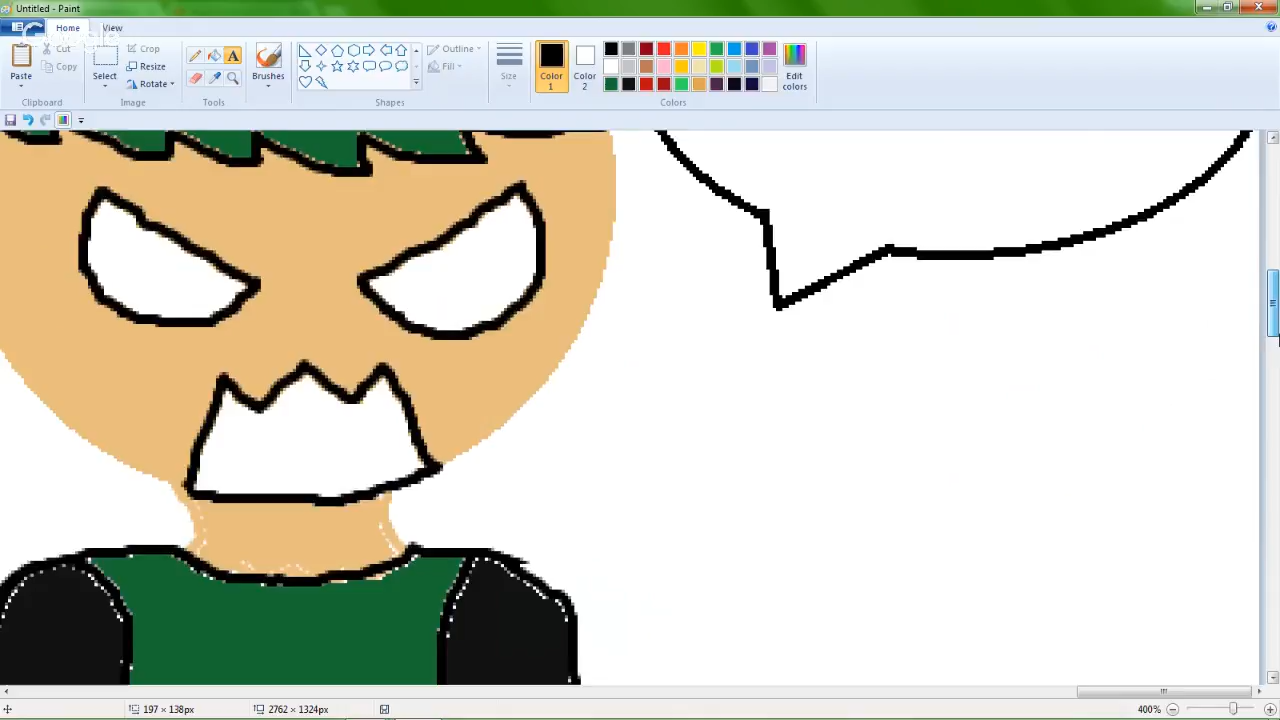 Untitled - Paint
Home View
Paste
Cut
Copy
Clipboard
Select
Crop
Resize
Rotate
Image
Tools
Brushes
Outline
Fill
Shapes
Size
Color 1
Color 2
Edit colors
Colors
197 × 138px
2762 × 1324px
400%